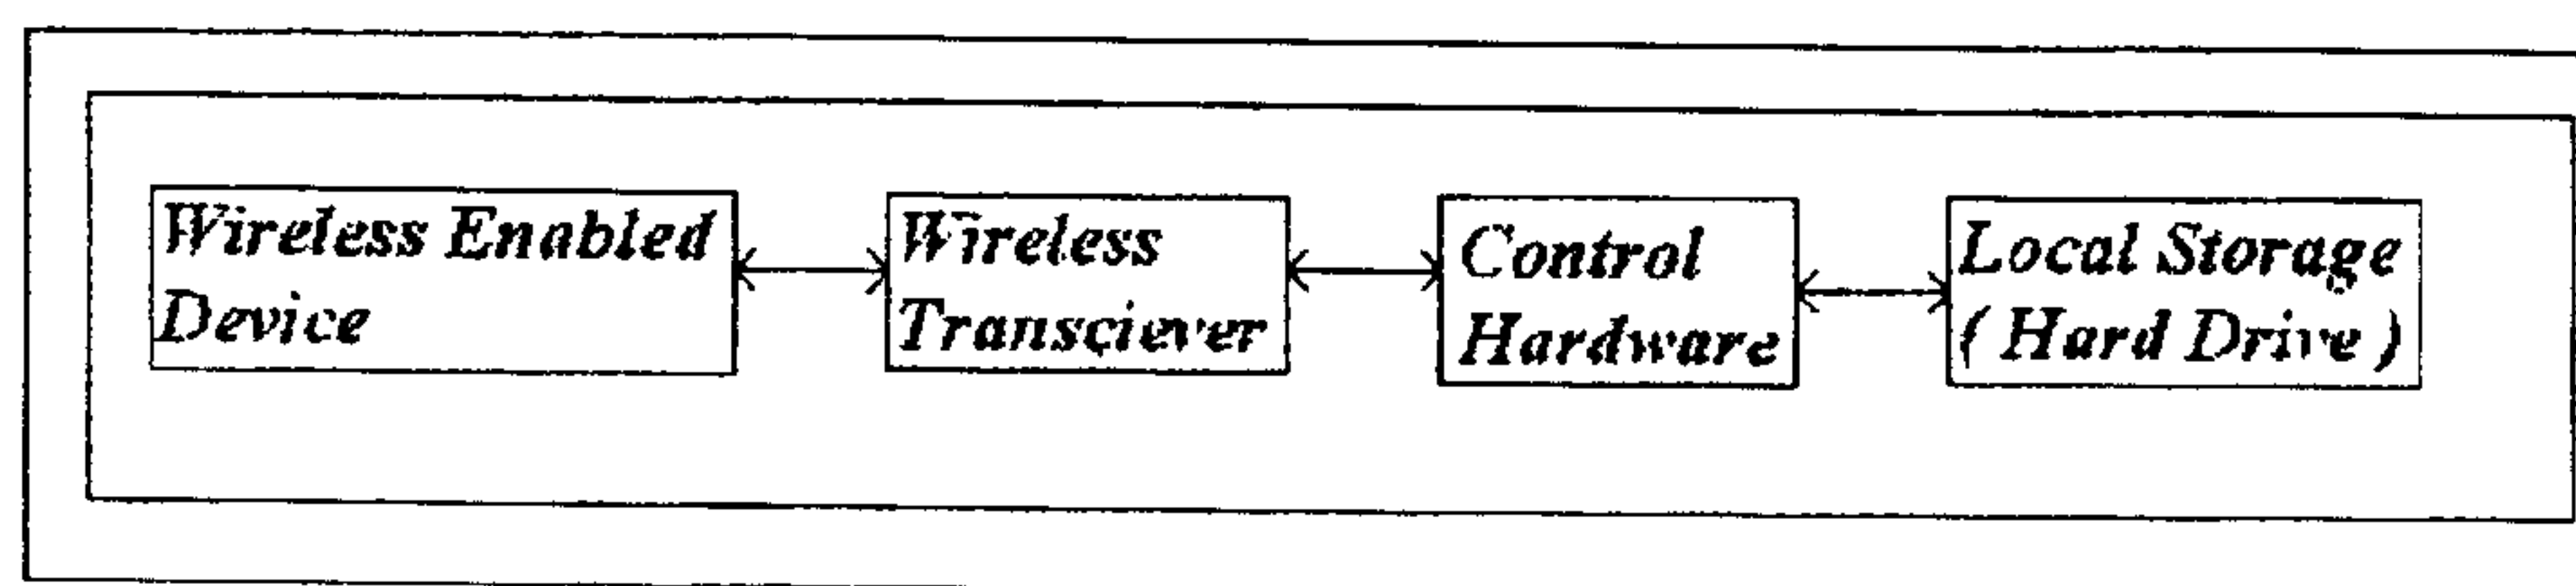 Wireless Enabled
Device
Wireless
Transciever
Control
Hardware
Local Storage
( Hard Drive )